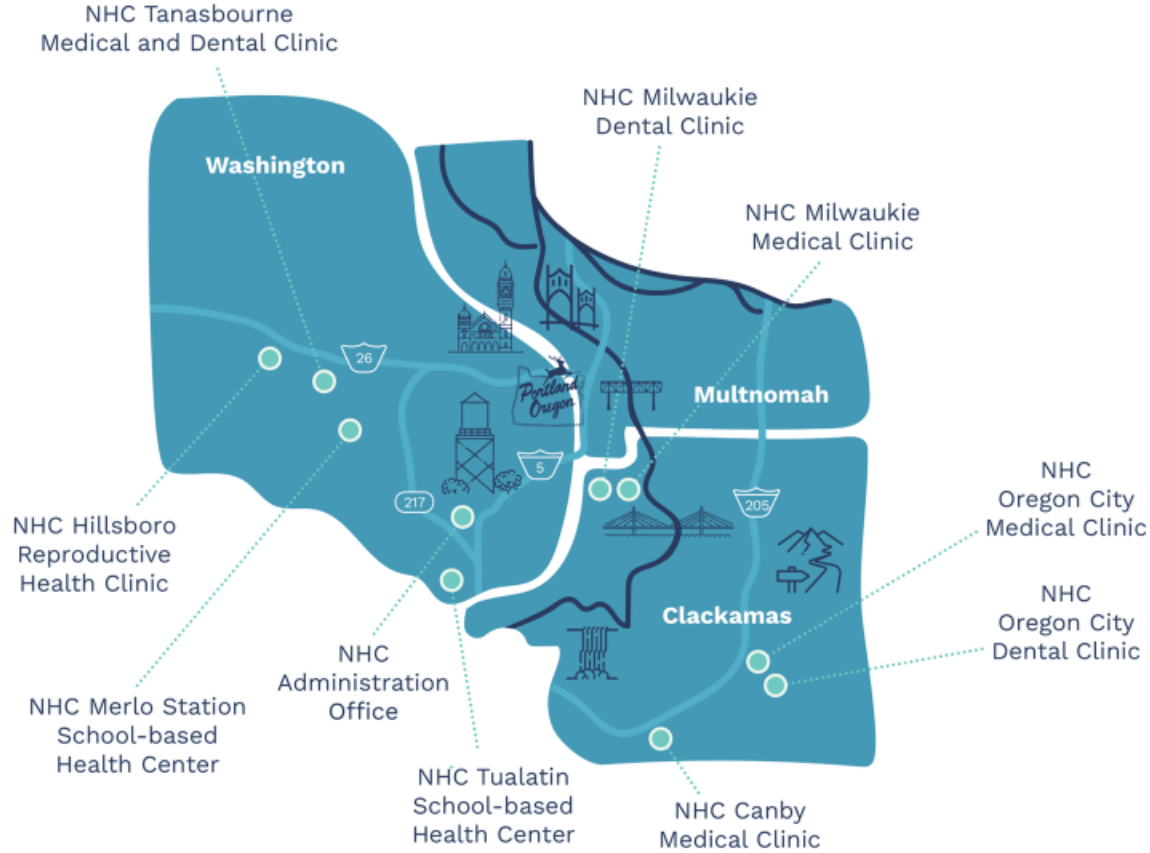 NHC Tanasbourne
Medical and Dental Clinic
NHC Milwaukie
Dental Clinic
Washington
NHC Milwaukie
Medical Clinic
26
Portland
Oregon
Multnomah
5
217
205
NHC
Oregon City
Medical Clinic
NHC Hillsboro
Reproductive
Health Clinic
NHC
Oregon City
Dental Clinic
Clackamas
NHC
Administration
Office
NHC Merlo Station
School-based
Health Center
NHC Tualatin
School-based
Health Center
NHC Canby
Medical Clinic